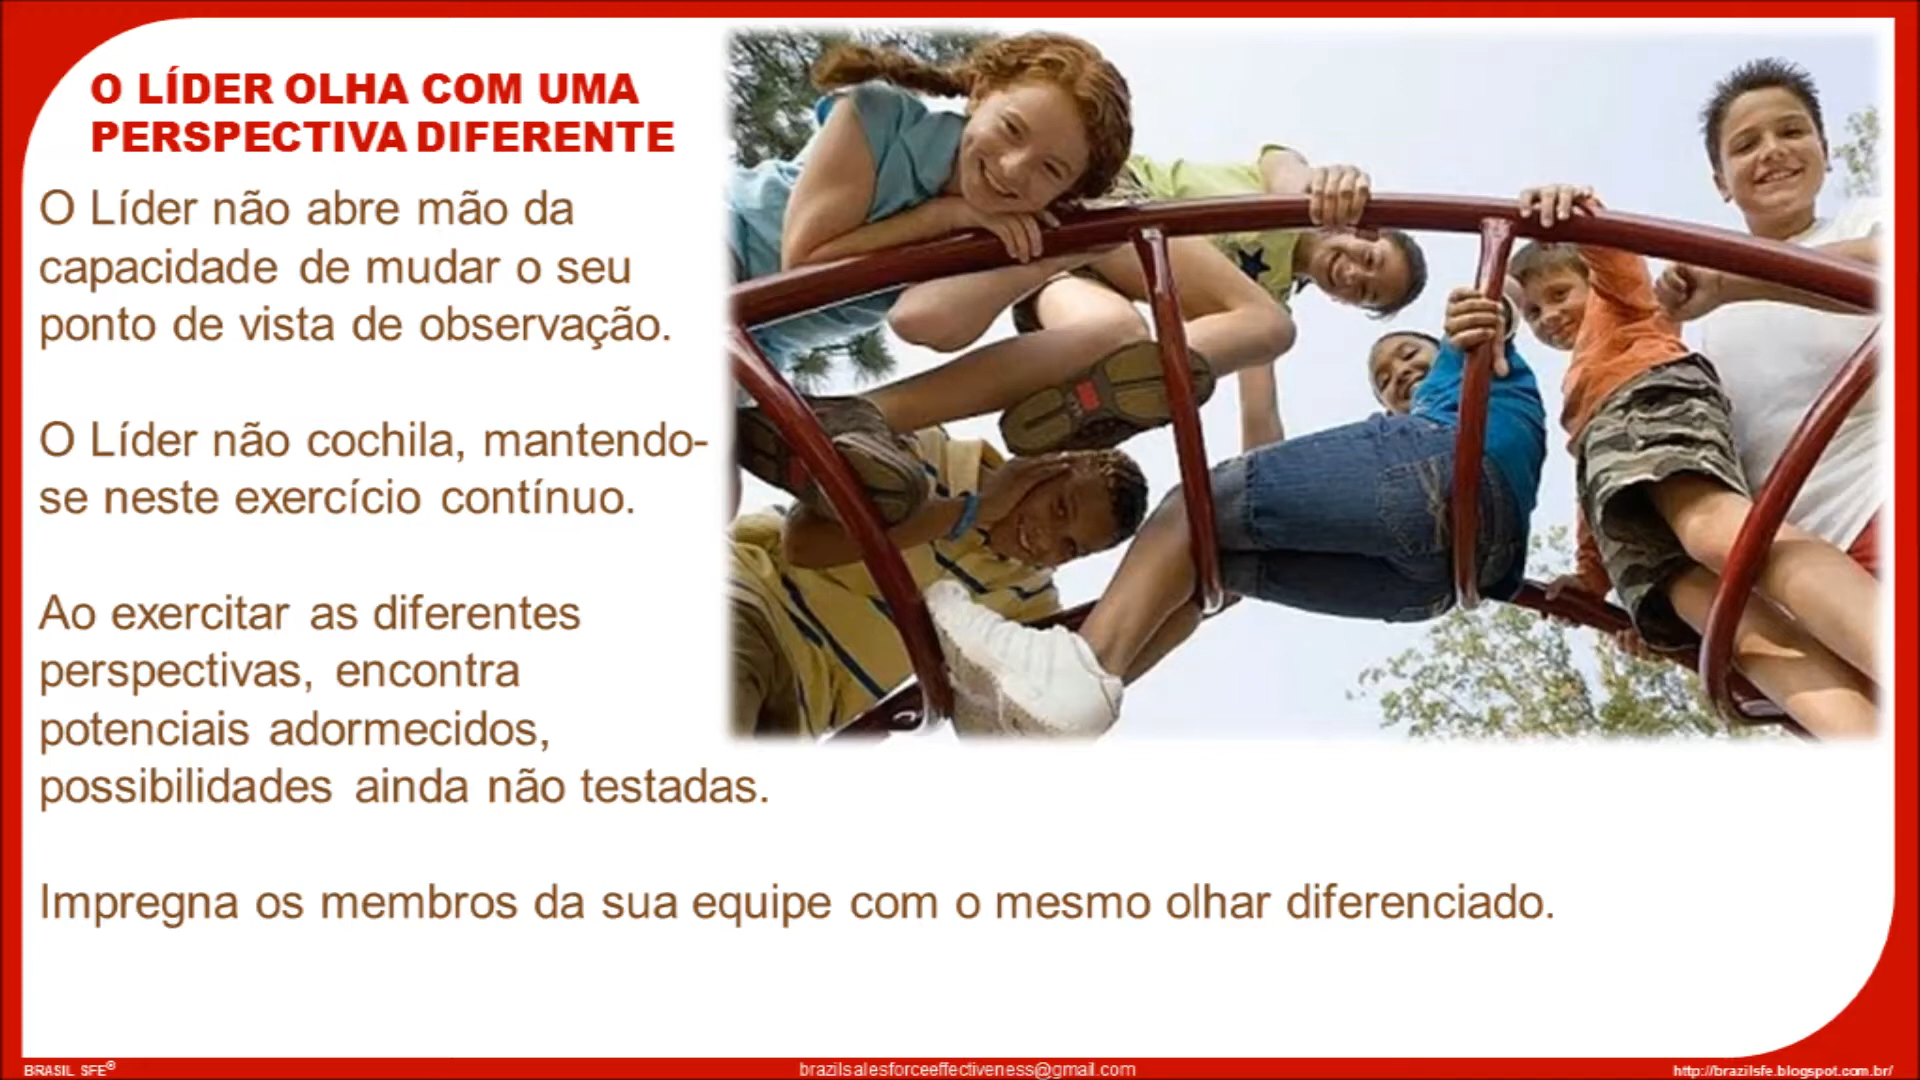 O LÍDER OLHA COM UMA
PERSPECTIVA DIFERENTE
O Líder não abre mão da
capacidade de mudar o seu
ponto de vista de observação.
O Líder não cochila, mantendo-
se neste exercício contínuo.
Ao exercitar as diferentes
perspectivas, encontra
potenciais adormecidos,
possibilidades ainda não testadas.
Impregna os membros da sua equipe com o mesmo olhar diferenciado.
BRASIL SFE®
brazilsalesforceeffectiveness@gmail.com
http://brazilsfe.blogspot.com.br/